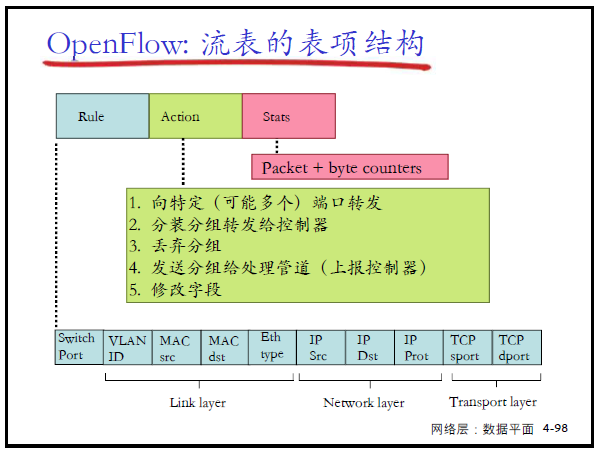 OpenFlow: 流表的表项结构
Rule Action Stats
Packet + byte counters
1. 向特定（可能多个）端口转发
2. 分装分组转发给控制器
3. 丢弃分组
4. 发送分组给处理管道（上报控制器）
5. 修改字段
Switch VLAN MAC MAC Eth IP IP IP TCP TCP
Port ID src dst type Src Dst Prot sport dport
Link layer Network layer Transport layer
网络层：数据平面 4-98